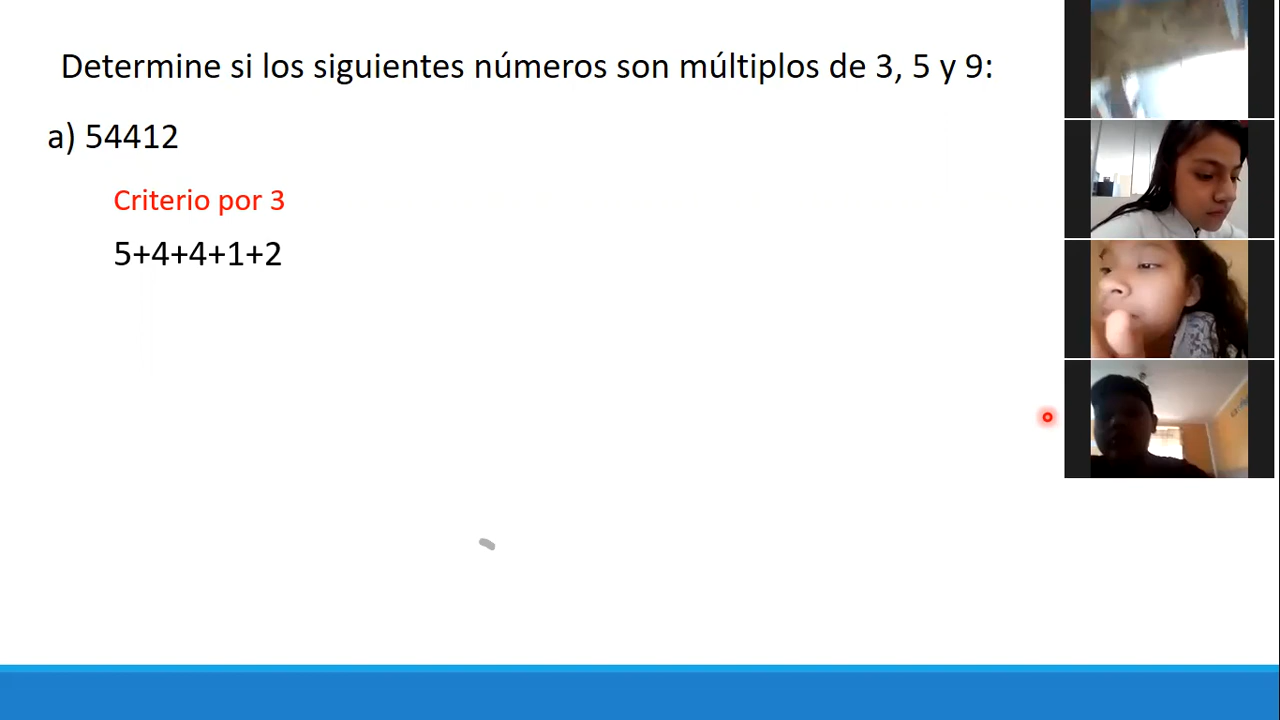 Determine si los siguientes números son múltiplos de 3, 5 y 9:
a) 54412
Criterio por 3
5+4+4+1+2